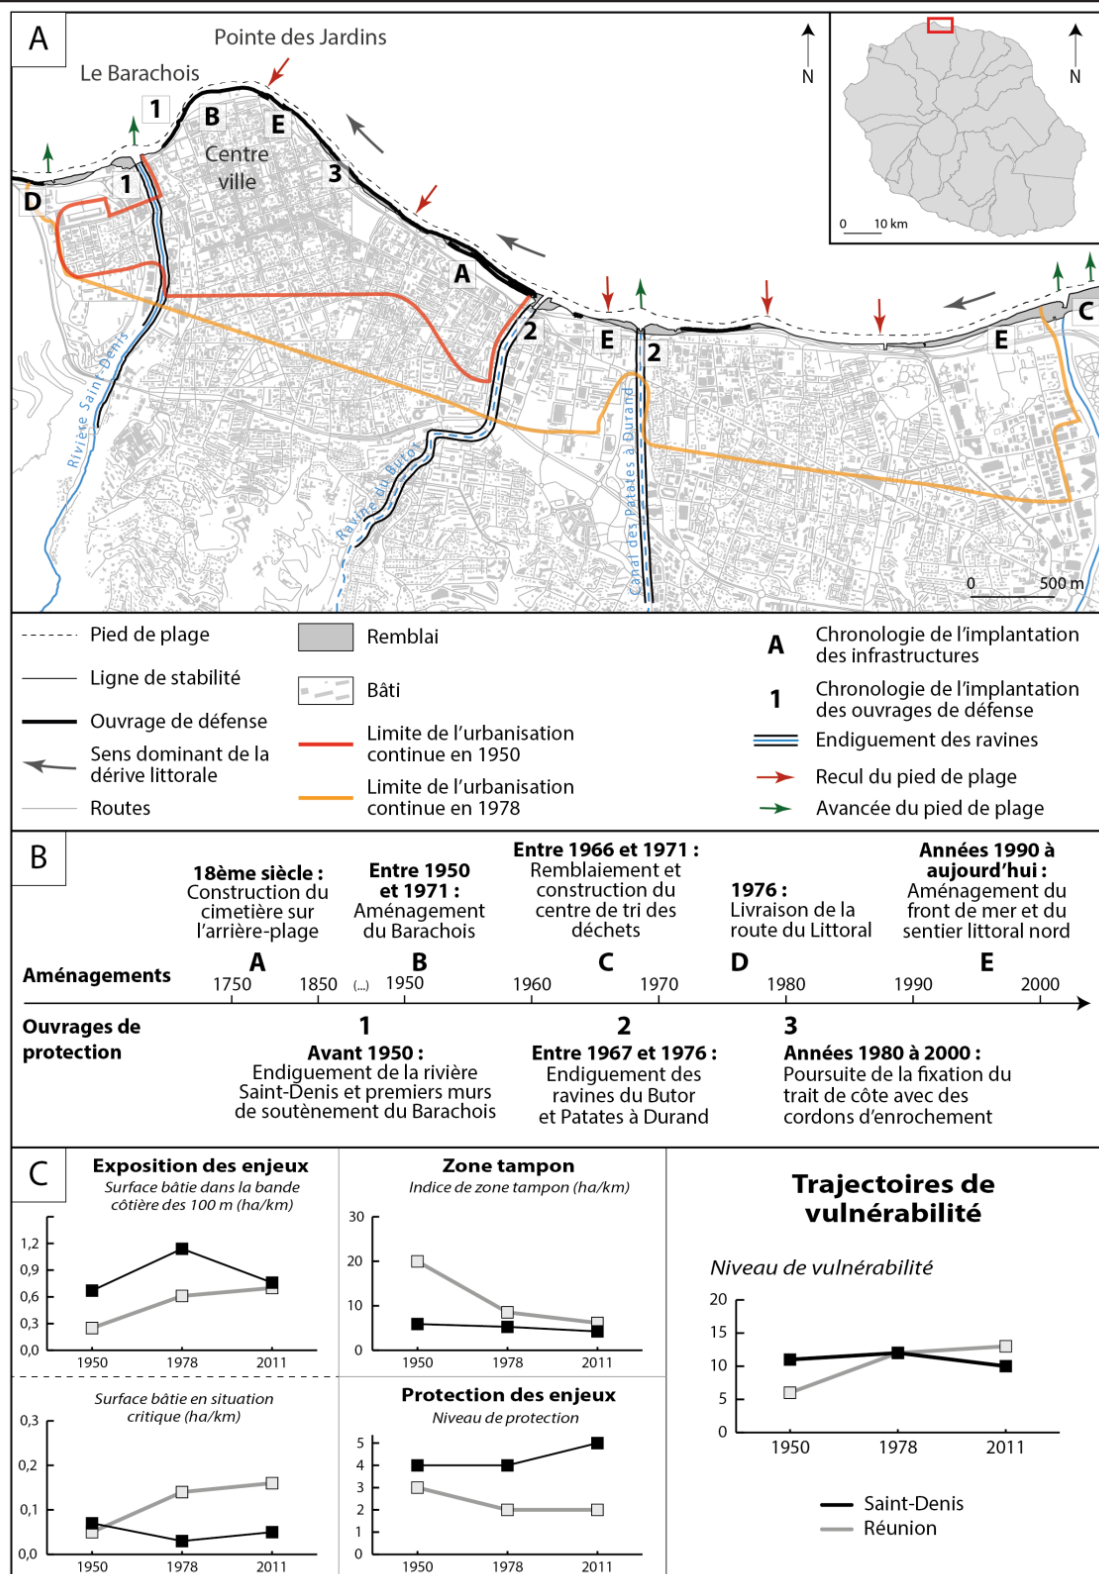 A
Pointe des Jardins
Le Barachois
N
N
0 10 km
1
B
E
Centre
ville
3
1
D
A
2
E
2
E
C
Rivière Saint-Denis
Ravine du Butor
Canal des Patates à Durand
0 500 m
Pied de plage
Ligne de stabilité
Ouvrage de défense
Sens dominant de la
dérive littorale
Routes
Remblai
Bâti
Limite de l'urbanisation
continue en 1950
Limite de l'urbanisation
continue en 1978
A
Chronologie de l'implantation
des infrastructures
1
Chronologie de l'implantation
des ouvrages de défense
Endiguement des ravines
Recul du pied de plage
Avancée du pied de plage
B
18ème siècle :
Construction du
cimetière sur
l'arrière-plage
Entre 1950
et 1971 :
Aménagement
du Barachois
Entre 1966 et 1971 :
Remblaiement et
construction du
centre de tri des
déchets
1976 :
Livraison de la
route du Littoral
Années 1990 à
aujourd'hui :
Aménagement du
front de mer et du
sentier littoral nord
Aménagements
A B C D E
1750 1850 (...) 1950 1960 1970 1980 1990 2000
Ouvrages de
protection
1 2 3
Avant 1950 :
Endiguement de la rivière
Saint-Denis et premiers murs
de soutènement du Barachois
Entre 1967 et 1976 :
Endiguement des
ravines du Butor
et Patates à Durand
Années 1980 à 2000 :
Poursuite de la fixation du
trait de côte avec des
cordons d'enrochement
C
Exposition des enjeux
Surface bâtie dans la bande
côtière des 100 m (ha/km)
1,2
0,9
0,6
0,3
0,0
1950 1978 2011
Zone tampon
Indice de zone tampon (ha/km)
30
20
10
0
1950 1978 2011
Surface bâtie en situation
critique (ha/km)
0,3
0,2
0,1
0,0
1950 1978 2011
Protection des enjeux
Niveau de protection
5
4
3
2
1
0
1950 1978 2011
Trajectoires de
vulnérabilité
Niveau de vulnérabilité
20
15
10
5
0
1950 1978 2011
Saint-Denis
Réunion